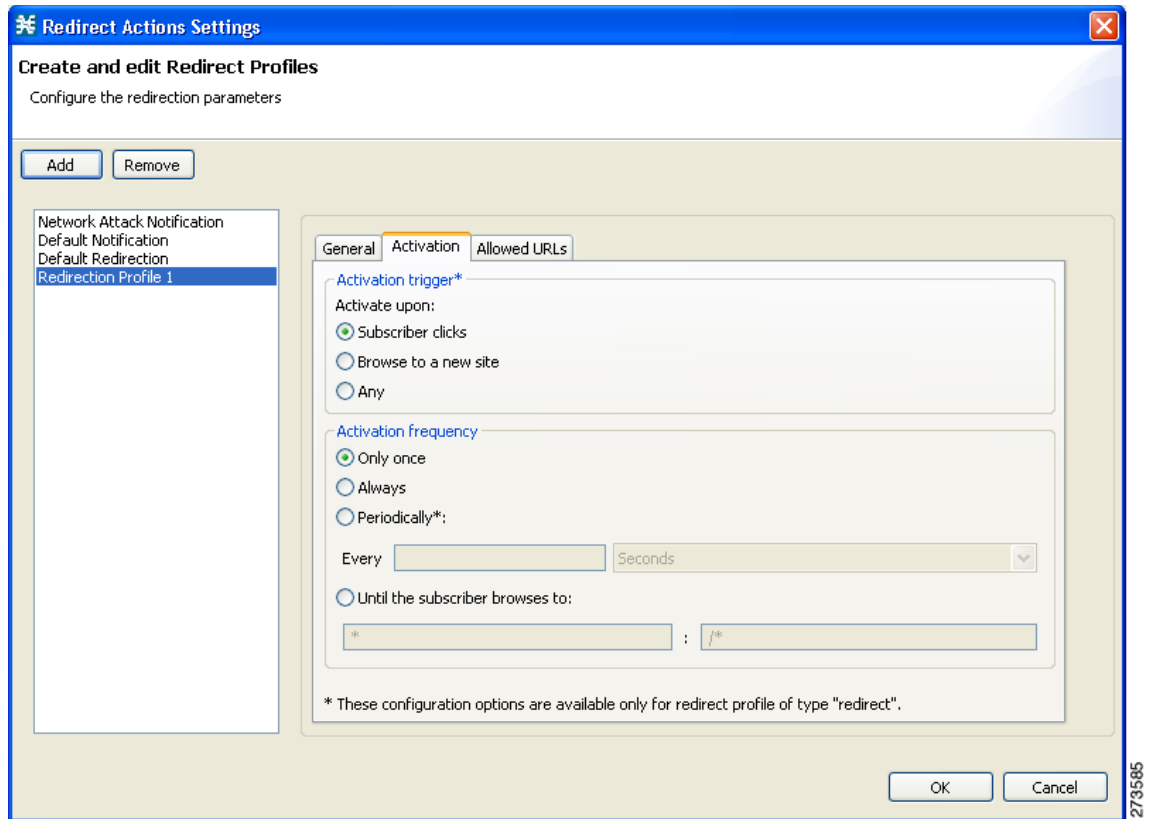 Redirect Actions Settings
Create and edit Redirect Profiles
Configure the redirection parameters
Add Remove
Network Attack Notification
Default Notification
Default Redirection
Redirection Profile 1
General Activation Allowed URLs
Activation trigger*
Activate upon:
Subscriber clicks
Browse to a new site
Any
Activation frequency
Only once
Always
Periodically*:
Every Seconds
Until the subscriber browses to:
* : /*
* These configuration options are available only for redirect profile of type "redirect".
OK Cancel
273585